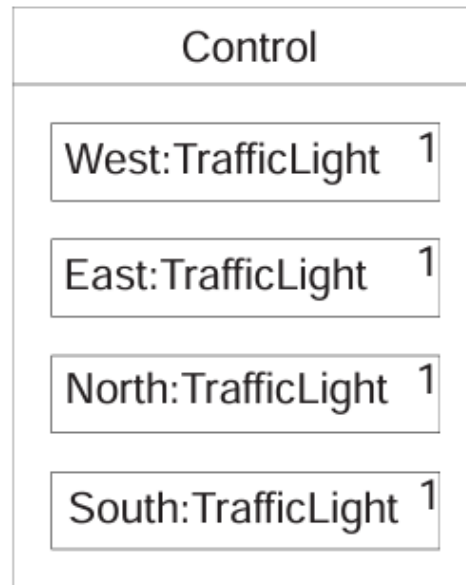 Control
West:TrafficLight 1
East:TrafficLight 1
North:TrafficLight 1
South:TrafficLight 1